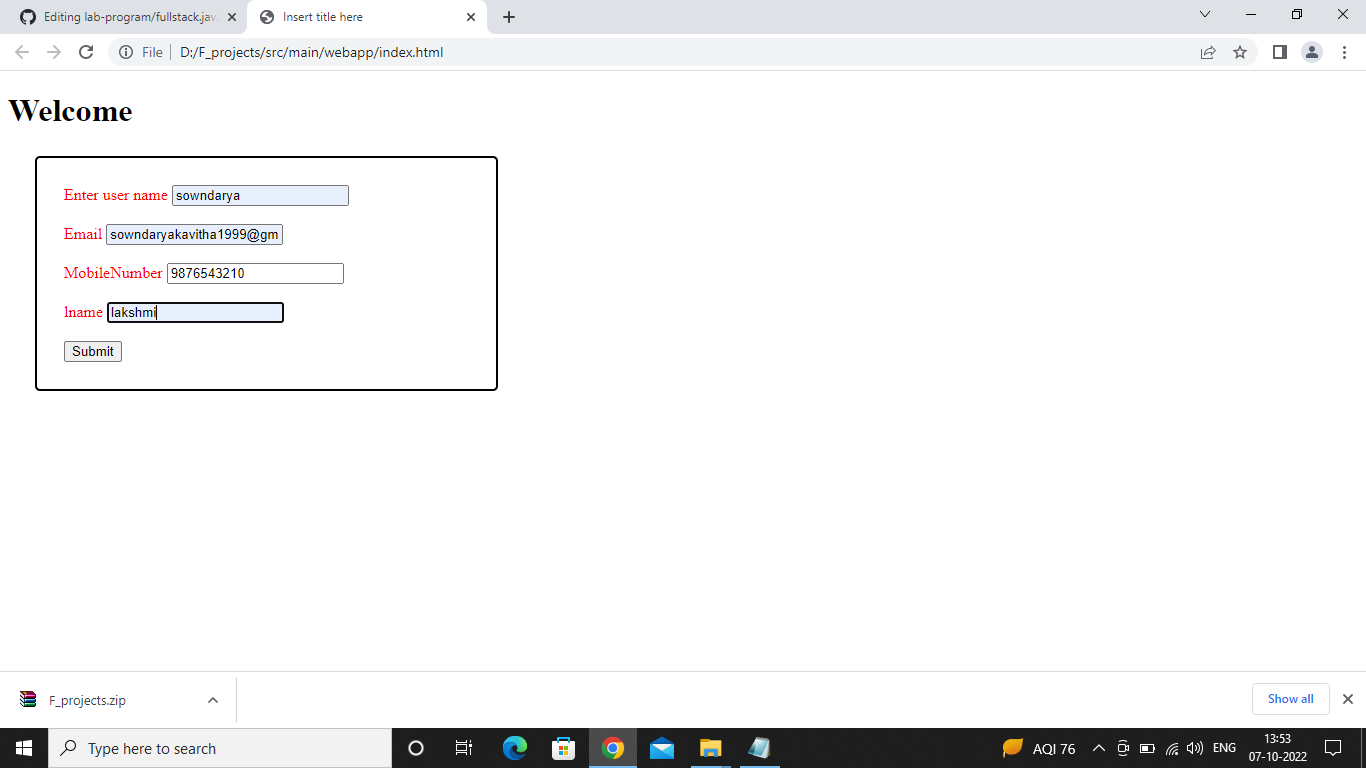 Editing lab-program/fullstack.jav
Insert title here
File
D:/F_projects/src/main/webapp/index.html
Welcome
Enter user name sowndarya
Email sowndaryakavitha1999@gm
MobileNumber 9876543210
lname lakshmi
Submit
F_projects.zip
Show all
Type here to search
AQI 76
ENG
13:53
07-10-2022